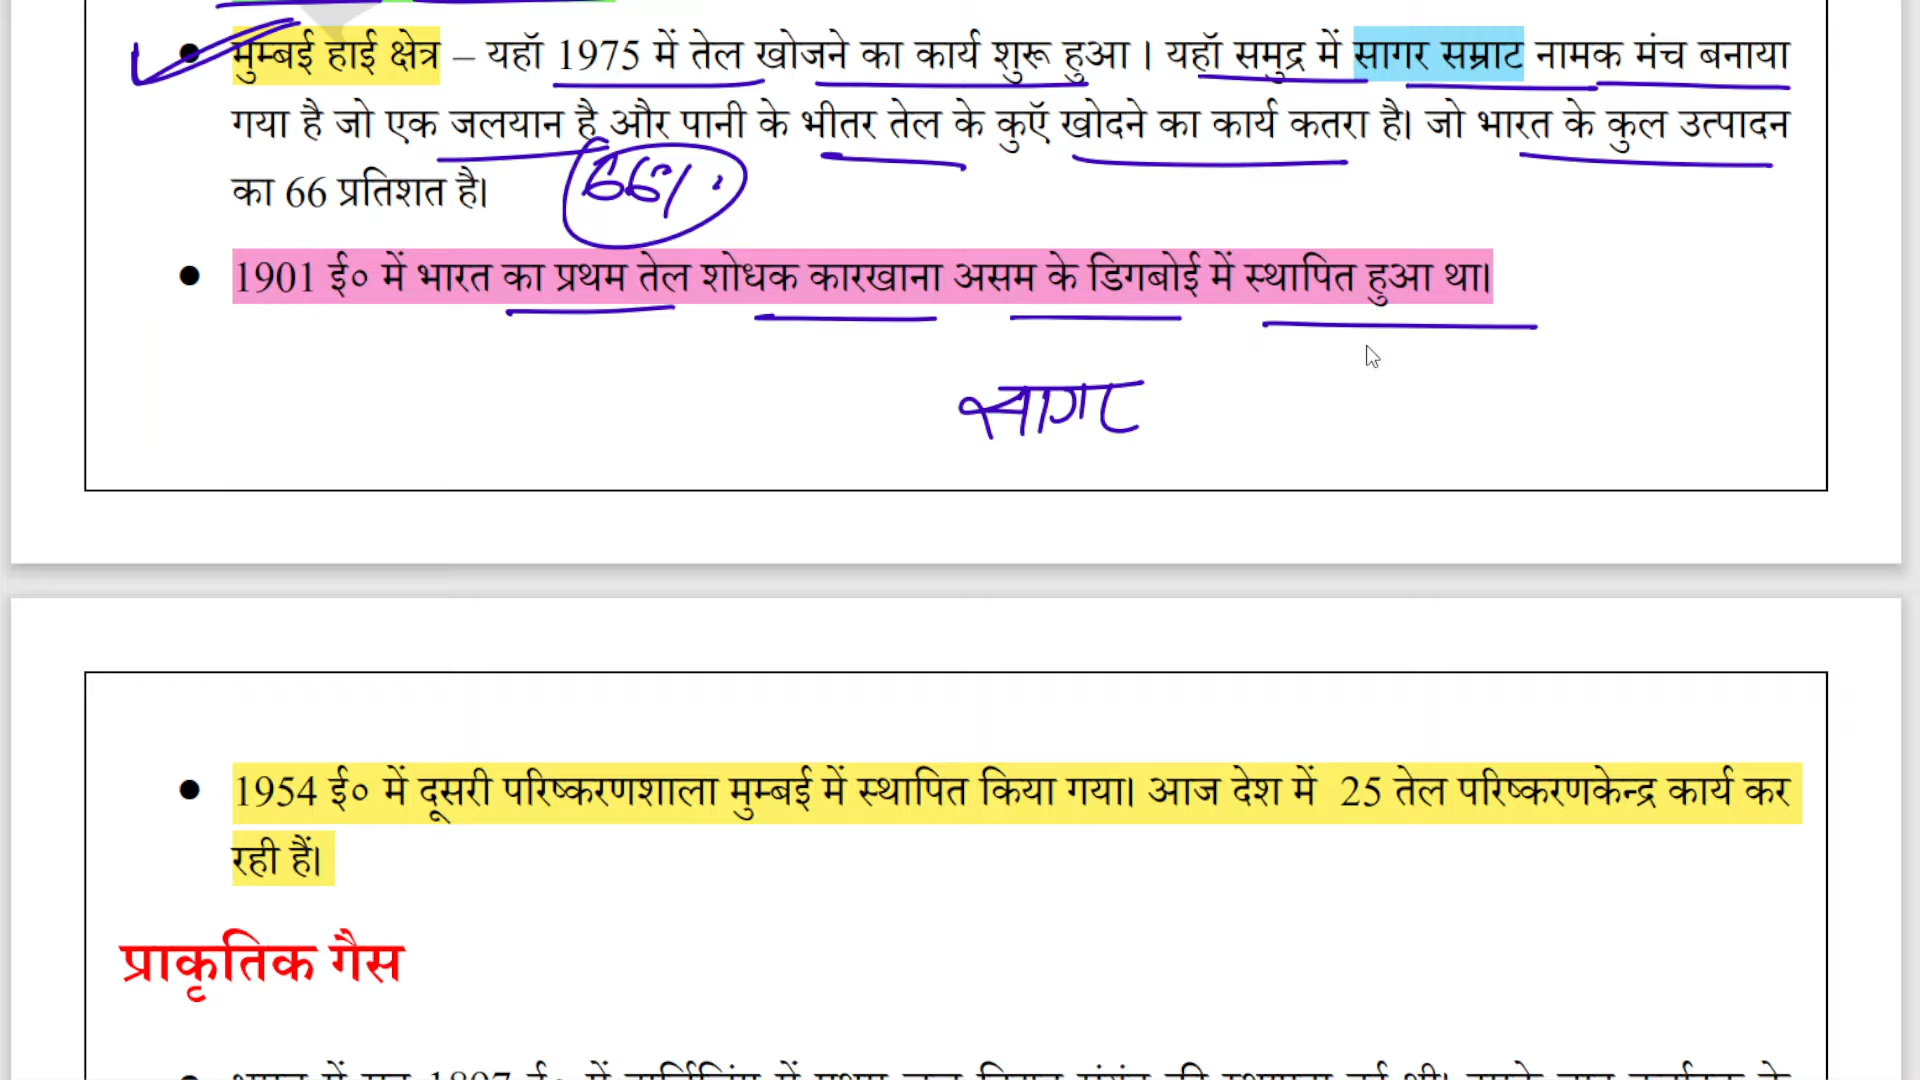 मुम्बई हाई क्षेत्र – यहॉ 1975 में तेल खोजने का कार्य शुरू हुआ । यहॉ समुद्र में सागर सम्राट नामक मंच बनाया
गया है जो एक जलयान है और पानी के भीतर तेल के कुऍ खोदने का कार्य कतरा है। जो भारत के कुल उत्पादन
का 66 प्रतिशत है। 66%
1901 ई० में भारत का प्रथम तेल शोधक कारखाना असम के डिगबोई में स्थापित हुआ था।
सागर
1954 ई० में दूसरी परिष्करणशाला मुम्बई में स्थापित किया गया। आज देश में 25 तेल परिष्करणकेन्द्र कार्य कर
रही हैं।
प्राकृतिक गैस